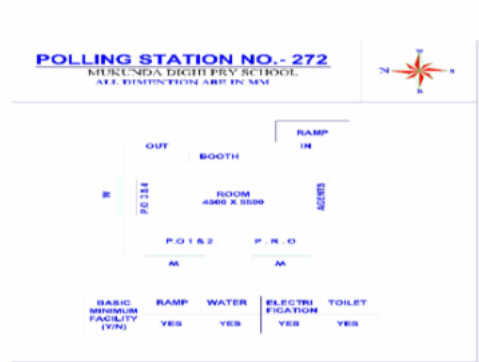 POLLING STATION NO.- 272
MUKUNDA DIGHI PRY SCHOOL
ALL DIMENTION ARE IN MM
W
N
S
E
RAMP
OUT
IN
BOOTH
W
P.O 3&4
ROOM
4500 X 5500
AGENTS
P.O 1 & 2
P . R . O
W
W
BASIC MINIMUM FACILITY (Y/N)
RAMP
WATER
ELECTRI FICATION
TOILET
YES
YES
YES
YES